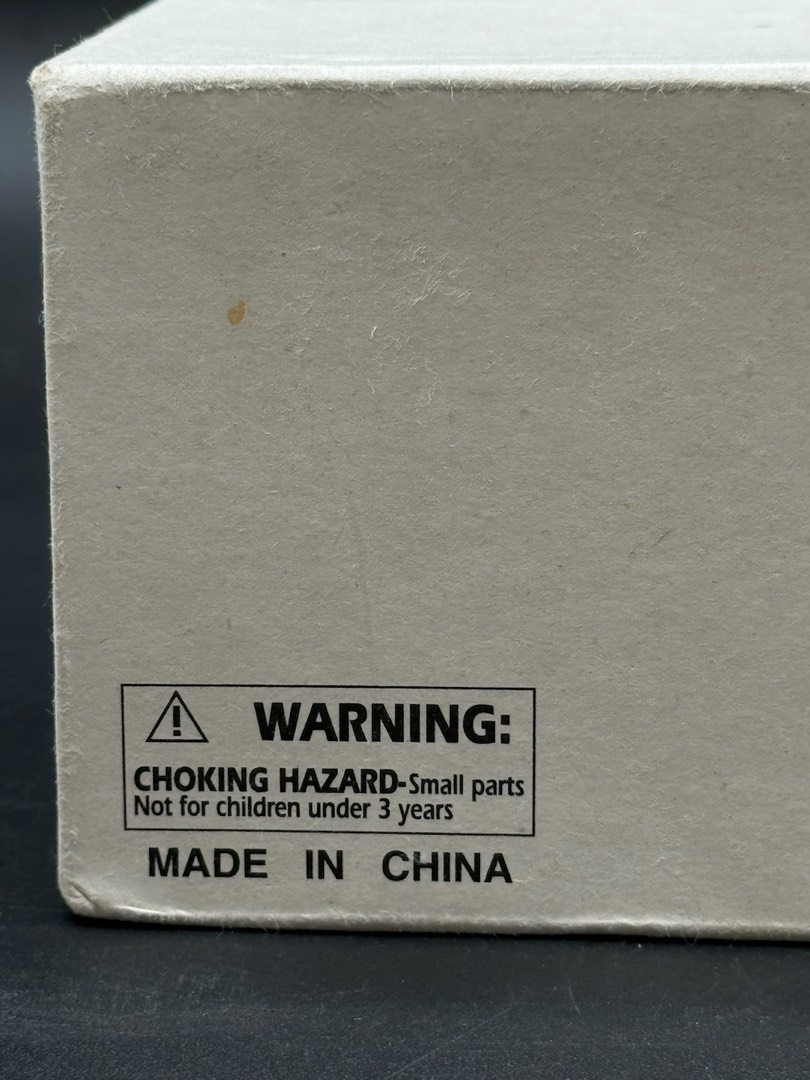 WARNING:
CHOKING HAZARD-Small parts
Not for children under 3 years
MADE IN CHINA